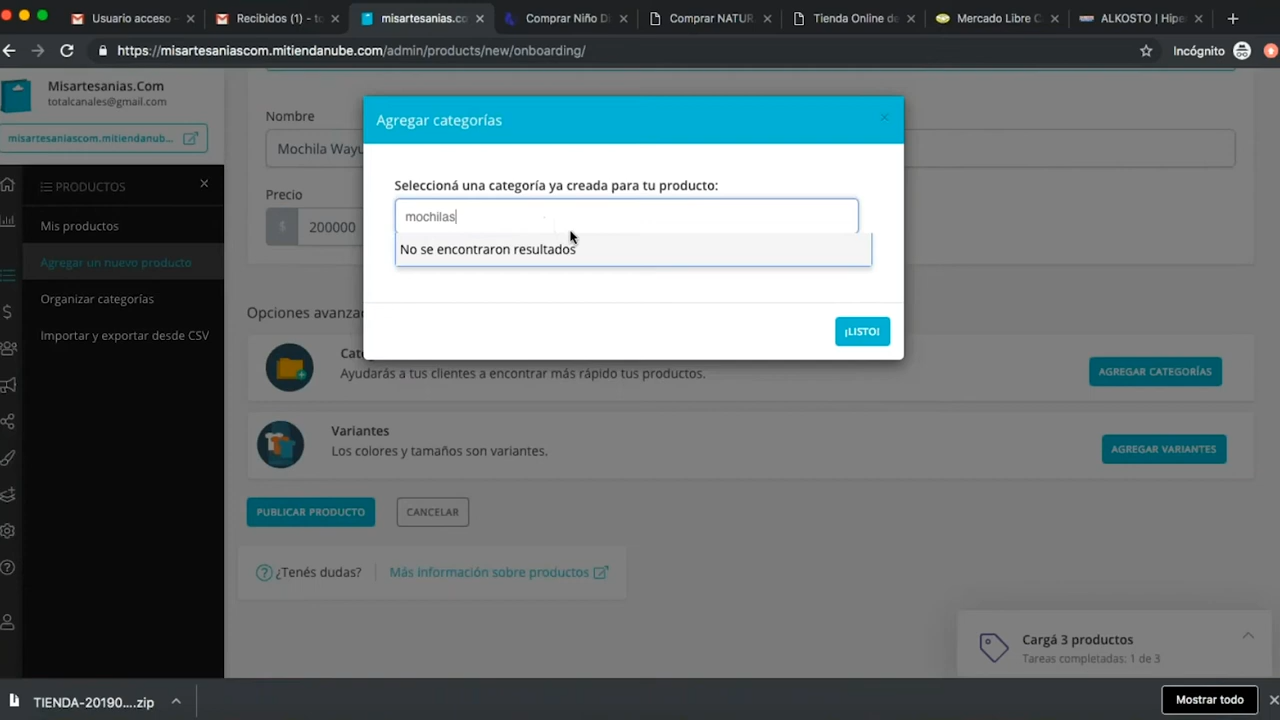 Usuario acceso
Recibidos (1) - to
misartesanias.co
Comprar Niño D
Comprar NATUR
Tienda Online de
Mercado Libre C
ALKOSTO | Hipe
https://misartesaniascom.mitiendanube.com/admin/products/new/onboarding/
Incógnito
Misartesanias.Com
totalcanales@gmail.com
misartesaniascom.mitiendanub...
PRODUCTOS
Mis productos
Agregar un nuevo producto
Organizar categorías
Importar y exportar desde CSV
Nombre
Mochila Wayu
Precio
$ 200000
Agregar categorías
Seleccioná una categoría ya creada para tu producto:
mochilas
No se encontraron resultados
¡LISTO!
Opciones avanza
Cate
Ayudarás a tus clientes a encontrar más rápido tus productos.
AGREGAR CATEGORÍAS
Variantes
Los colores y tamaños son variantes.
AGREGAR VARIANTES
PUBLICAR PRODUCTO
CANCELAR
¿Tenés dudas?
Más información sobre productos
Cargá 3 productos
Tareas completadas: 1 de 3
TIENDA-20190....zip
Mostrar todo